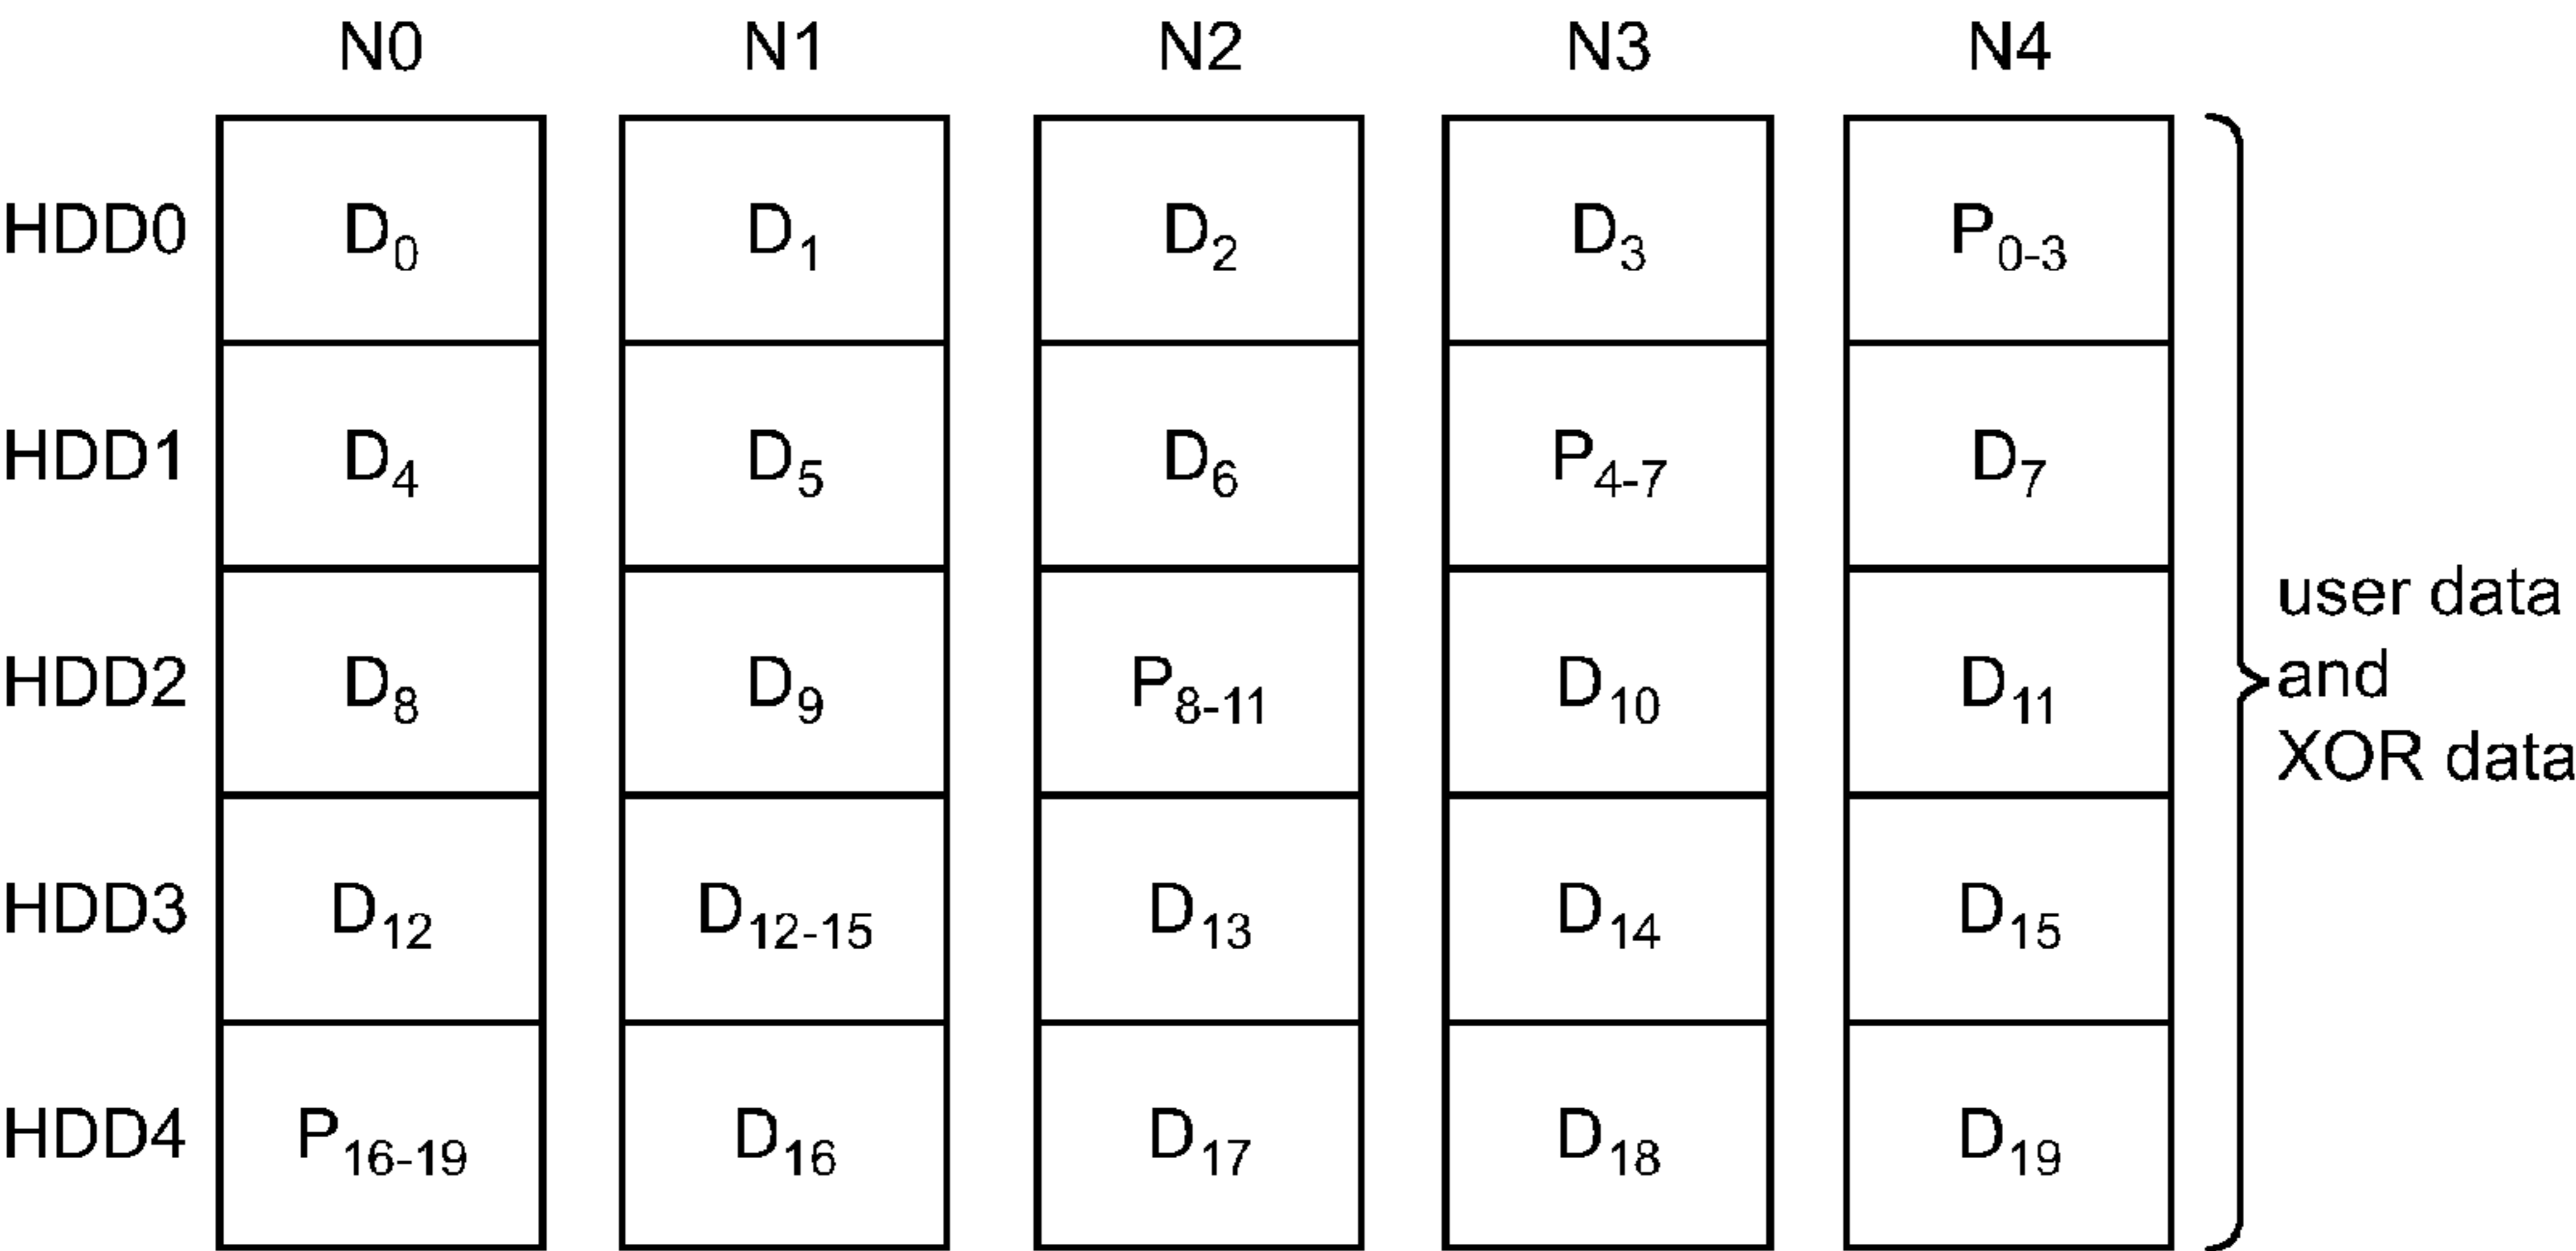 N0 N1 N2 N3 N4
HDD0 D0 D1 D2 D3 P0-3
HDD1 D4 D5 D6 P4-7 D7
HDD2 D8 D9 P8-11 D10 D11
HDD3 D12 D12-15 D13 D14 D15
HDD4 P16-19 D16 D17 D18 D19
user data
and
XOR data